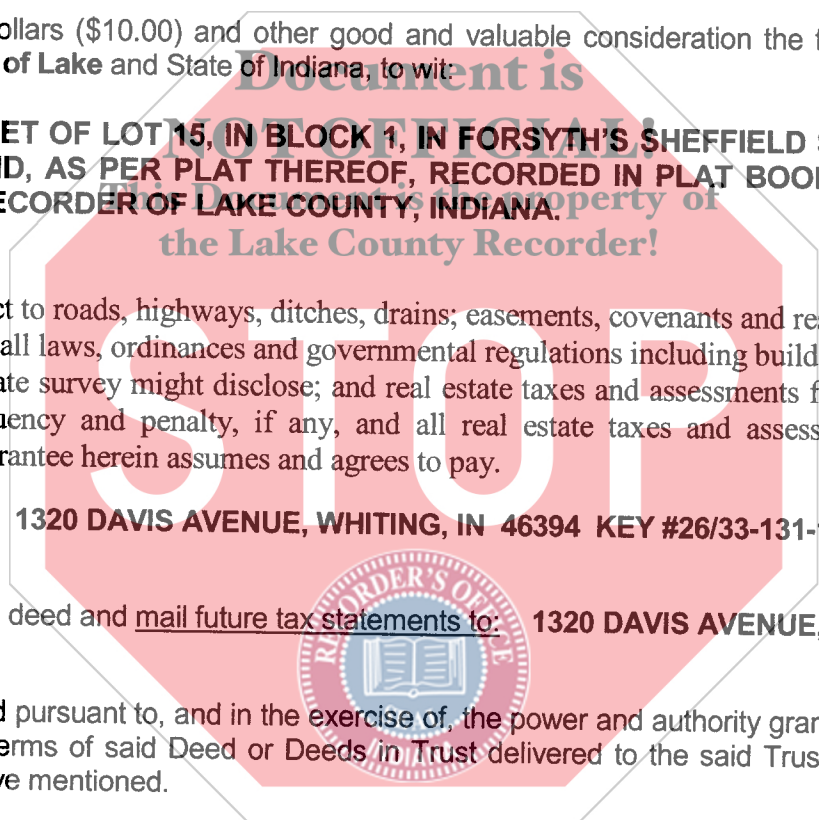 ollars ($10.00) and other good and valuable consideration the f
of Lake and State of Indiana, to wit:
Document is
ET OF LOT 15, IN BLOCK 1, IN FORSYTH'S SHEFFIELD S
NOT OFFICIAL!
ID, AS PER PLAT THEREOF, RECORDED IN PLAT BOOK
This Document is the property of
ECORDER OF LAKE COUNTY, INDIANA.
the Lake County Recorder!
ct to roads, highways, ditches, drains; easements, covenants and re
all laws, ordinances and governmental regulations including build
ate survey might disclose; and real estate taxes and assessments f
uency and penalty, if any, and all real estate taxes and assess
rantee herein assumes and agrees to pay.
STOP
1320 DAVIS AVENUE, WHITING, IN 46394 KEY #26/33-131-
RECORDER'S OFFICE
deed and mail future tax statements to: 1320 DAVIS AVENUE,
d pursuant to, and in the exercise of, the power and authority gran
erms of said Deed or Deeds in Trust delivered to the said Trus
ve mentioned.